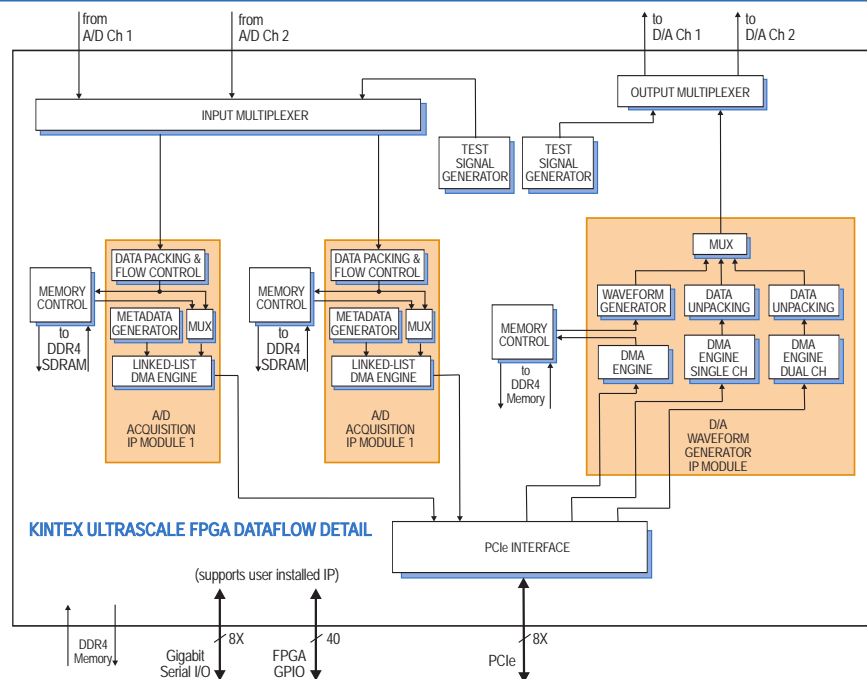 from
A/D Ch 1
from
A/D Ch 2
to
D/A Ch 1
to
D/A Ch 2
INPUT MULTIPLEXER
OUTPUT MULTIPLEXER
TEST
SIGNAL
GENERATOR
TEST
SIGNAL
GENERATOR
DATA PACKING &
FLOW CONTROL
MEMORY
CONTROL
METADATA
GENERATOR
MUX
to
DDR4
SDRAM
LINKED-LIST
DMA ENGINE
A/D
ACQUISITION
IP MODULE 1
DATA PACKING &
FLOW CONTROL
MEMORY
CONTROL
METADATA
GENERATOR
MUX
to
DDR4
SDRAM
LINKED-LIST
DMA ENGINE
A/D
ACQUISITION
IP MODULE 1
MUX
WAVEFORM
GENERATOR
DATA
UNPACKING
DATA
UNPACKING
MEMORY
CONTROL
to
DDR4
Memory
DMA
ENGINE
DMA
ENGINE
SINGLE CH
DMA
ENGINE
DUAL CH
D/A
WAVEFORM
GENERATOR
IP MODULE
KINTEX ULTRASCALE FPGA DATAFLOW DETAIL
PCIe INTERFACE
(supports user installed IP)
DDR4
Memory
8X
Gigabit
Serial I/O
40
FPGA
GPIO
8X
PCIe